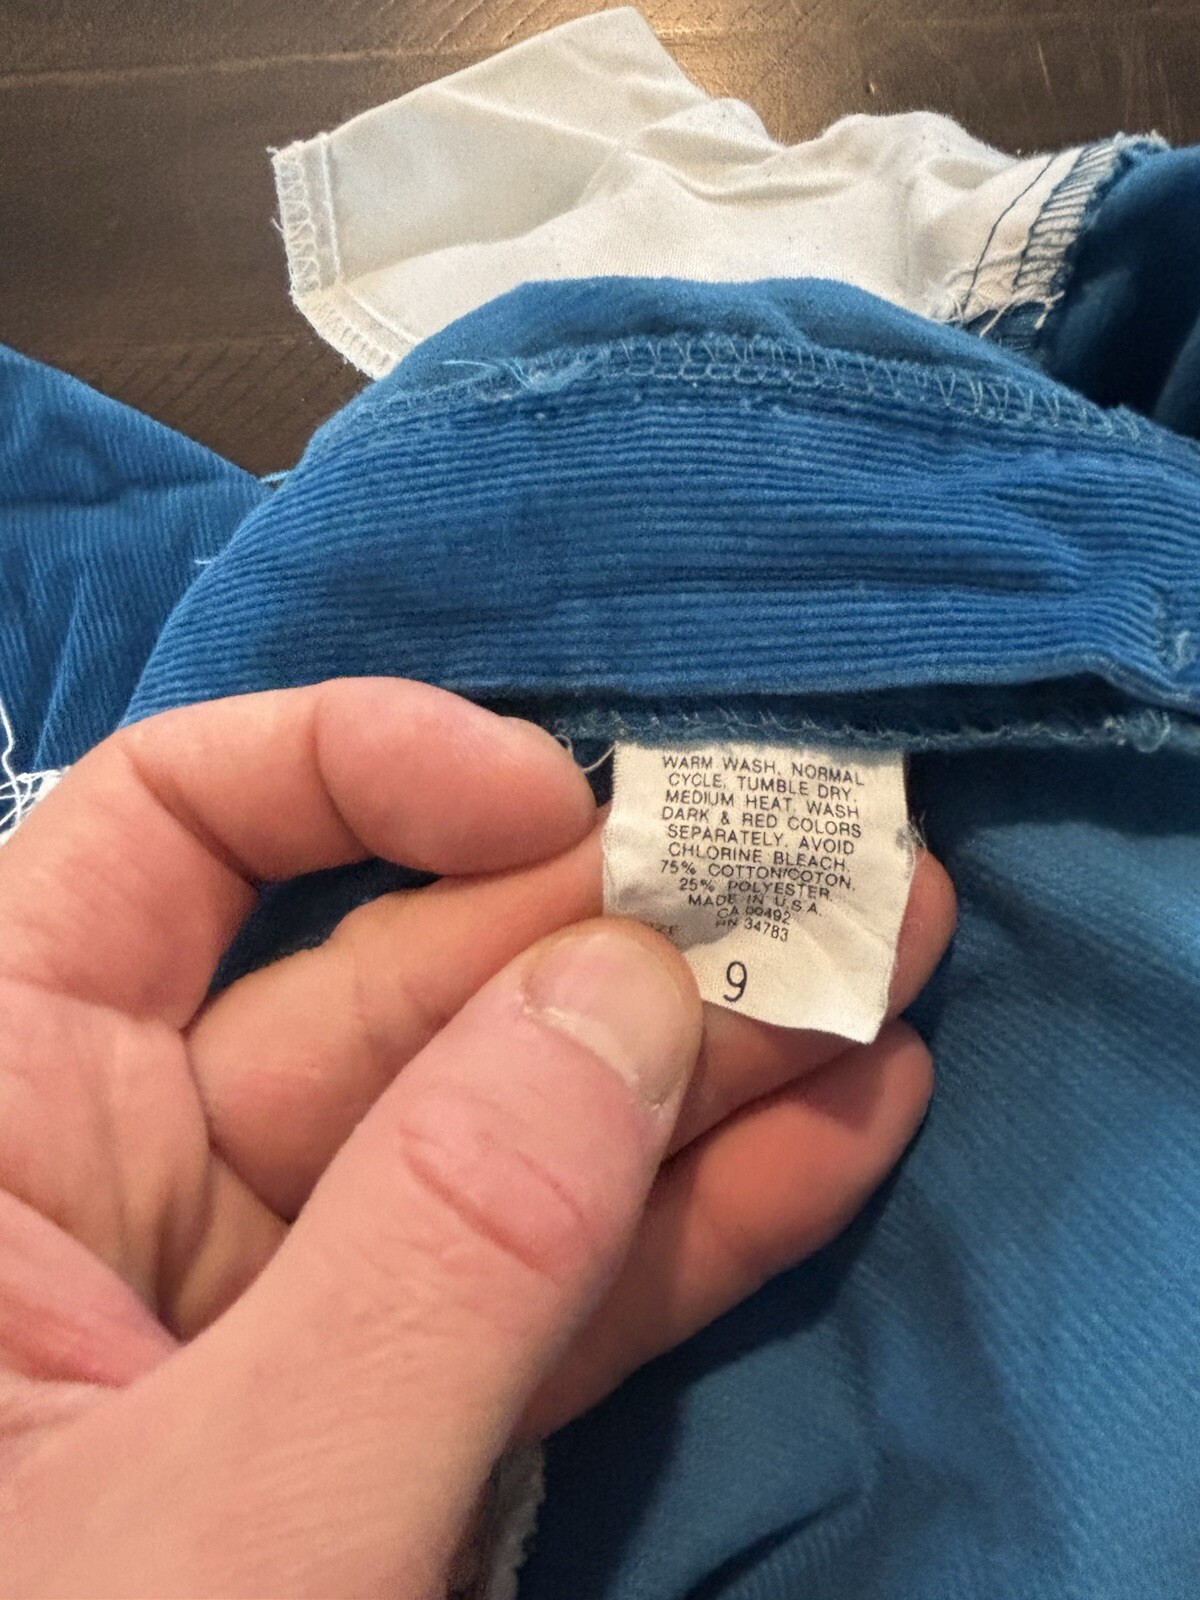 WARM WASH, NORMAL
CYCLE, TUMBLE DRY,
MEDIUM HEAT, WASH
DARK & RED COLORS
SEPARATELY, AVOID
CHLORINE BLEACH,
75% COTTON/COTON,
25% POLYESTER,
MADE IN U.S.A.
CA 00492
RN 34783
9